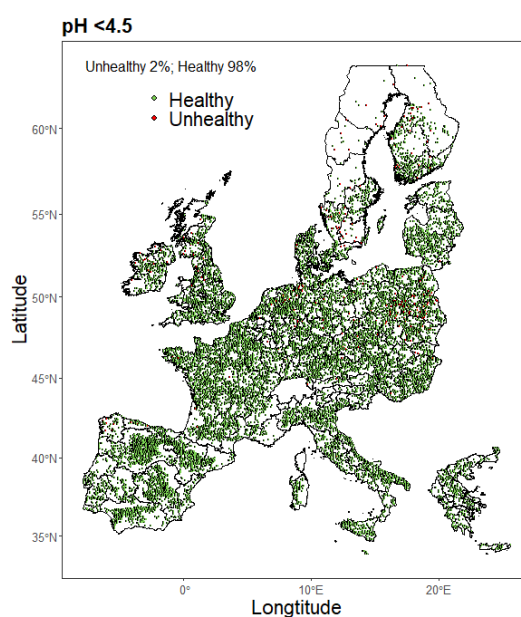 pH <4.5
Unhealthy 2%; Healthy 98%
Healthy
Unhealthy
60°N
55°N
50°N
45°N
40°N
35°N
Latitude
0°
10°E
20°E
Longtitude